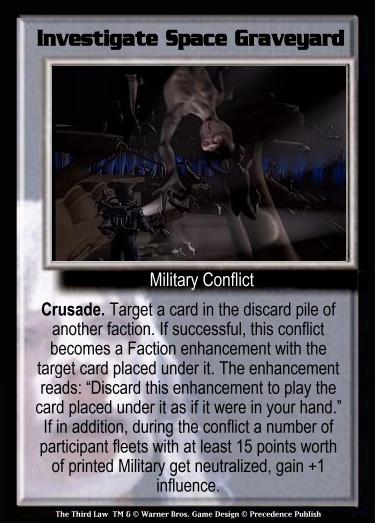 Investigate Space Graveyard
Military Conflict
Crusade. Target a card in the discard pile of
another faction. If successful, this conflict
becomes a Faction enhancement with the
target card placed under it. The enhancement
reads: “Discard this enhancement to play the
card placed under it as if it were in your hand.”
If in addition, during the conflict a number of
participant fleets with at least 15 points worth
of printed Military get neutralized, gain +1
influence.
The Third Law TM & © Warner Bros. Game Design © Precedence Publish